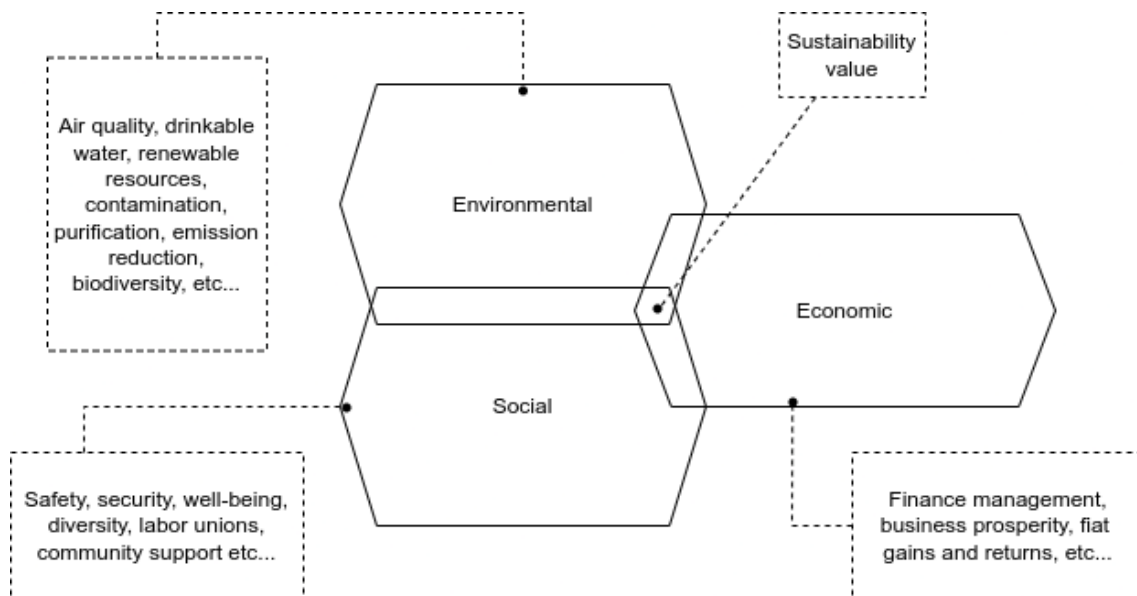 Sustainability
value
Air quality, drinkable
water, renewable
resources,
contamination,
purification, emission
reduction,
biodiversity, etc...
Environmental
Economic
Social
Safety, security, well-being,
diversity, labor unions,
community support etc...
Finance management,
business prosperity, fiat
gains and returns, etc...